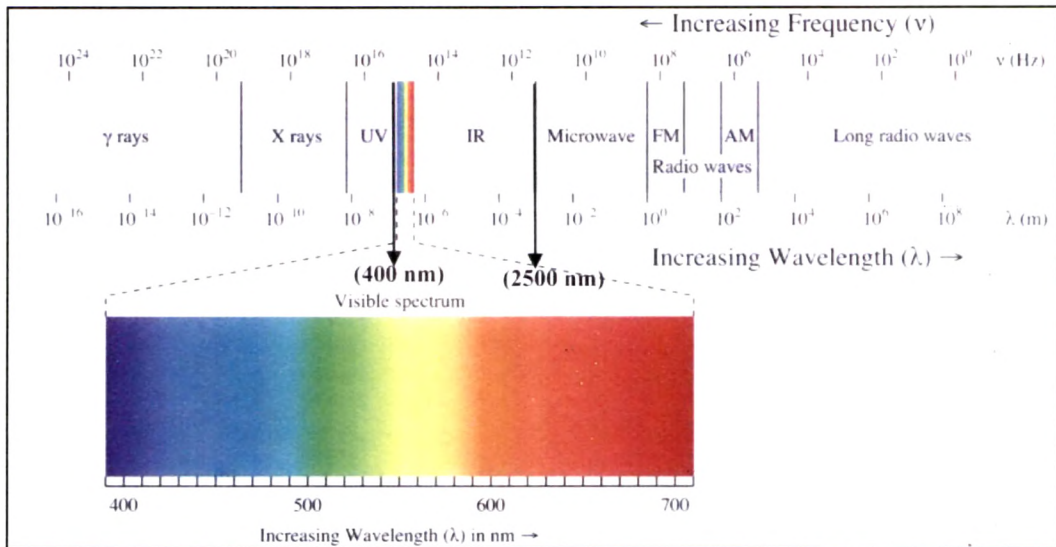 ← Increasing Frequency (ν)
10²⁴ 10²² 10²⁰ 10¹⁸ 10¹⁶ 10¹⁴ 10¹² 10¹⁰ 10⁸ 10⁶ 10⁴ 10² 10⁰ ν (Hz)
γ rays X rays UV IR Microwave FM AM Long radio waves
Radio waves
10⁻¹⁶ 10⁻¹⁴ 10⁻¹² 10⁻¹⁰ 10⁻⁸ 10⁻⁶ 10⁻⁴ 10⁻² 10⁰ 10² 10⁴ 10⁶ 10⁸ λ (m)
Increasing Wavelength (λ) →
(400 nm) (2500 nm)
Visible spectrum
400 500 600 700
Increasing Wavelength (λ) in nm →